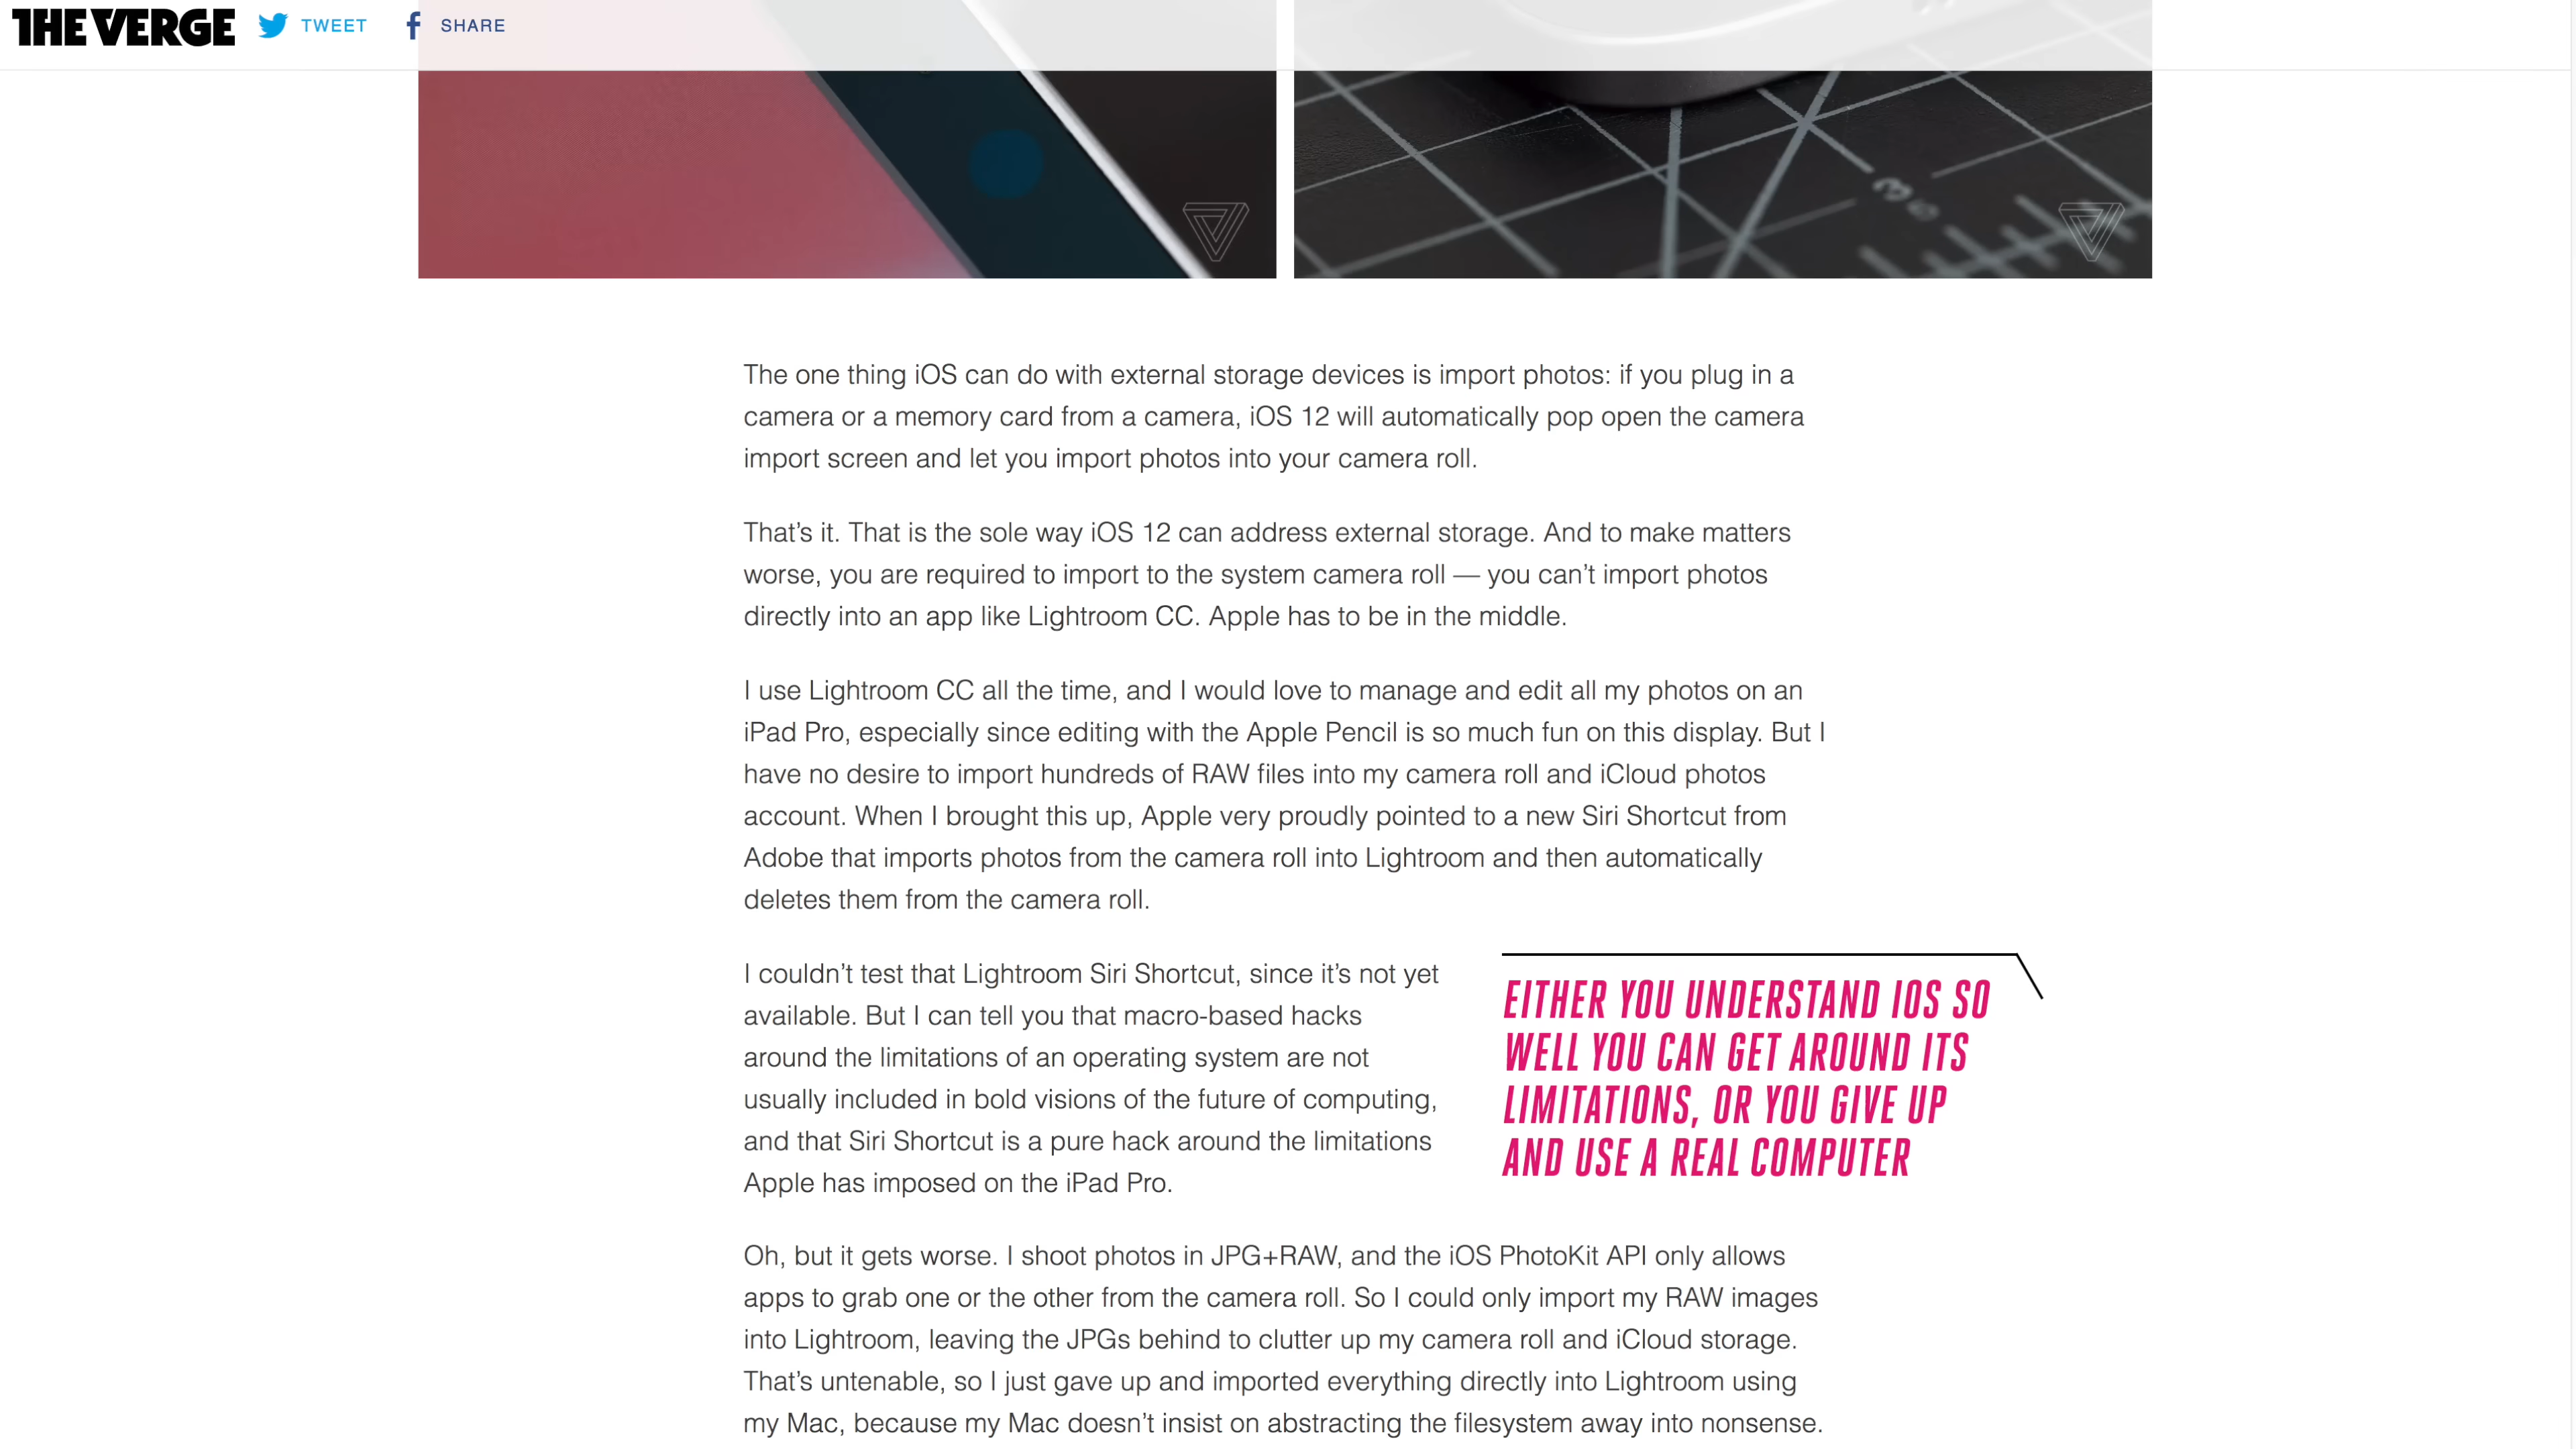 THE VERGE TWEET SHARE
The one thing iOS can do with external storage devices is import photos: if you plug in a
camera or a memory card from a camera, iOS 12 will automatically pop open the camera
import screen and let you import photos into your camera roll.
That’s it. That is the sole way iOS 12 can address external storage. And to make matters
worse, you are required to import to the system camera roll — you can’t import photos
directly into an app like Lightroom CC. Apple has to be in the middle.
I use Lightroom CC all the time, and I would love to manage and edit all my photos on an
iPad Pro, especially since editing with the Apple Pencil is so much fun on this display. But I
have no desire to import hundreds of RAW files into my camera roll and iCloud photos
account. When I brought this up, Apple very proudly pointed to a new Siri Shortcut from
Adobe that imports photos from the camera roll into Lightroom and then automatically
deletes them from the camera roll.
I couldn’t test that Lightroom Siri Shortcut, since it’s not yet
available. But I can tell you that macro-based hacks
around the limitations of an operating system are not
usually included in bold visions of the future of computing,
and that Siri Shortcut is a pure hack around the limitations
Apple has imposed on the iPad Pro.
EITHER YOU UNDERSTAND IOS SO
WELL YOU CAN GET AROUND ITS
LIMITATIONS, OR YOU GIVE UP
AND USE A REAL COMPUTER
Oh, but it gets worse. I shoot photos in JPG+RAW, and the iOS PhotoKit API only allows
apps to grab one or the other from the camera roll. So I could only import my RAW images
into Lightroom, leaving the JPGs behind to clutter up my camera roll and iCloud storage.
That’s untenable, so I just gave up and imported everything directly into Lightroom using
my Mac, because my Mac doesn’t insist on abstracting the filesystem away into nonsense.